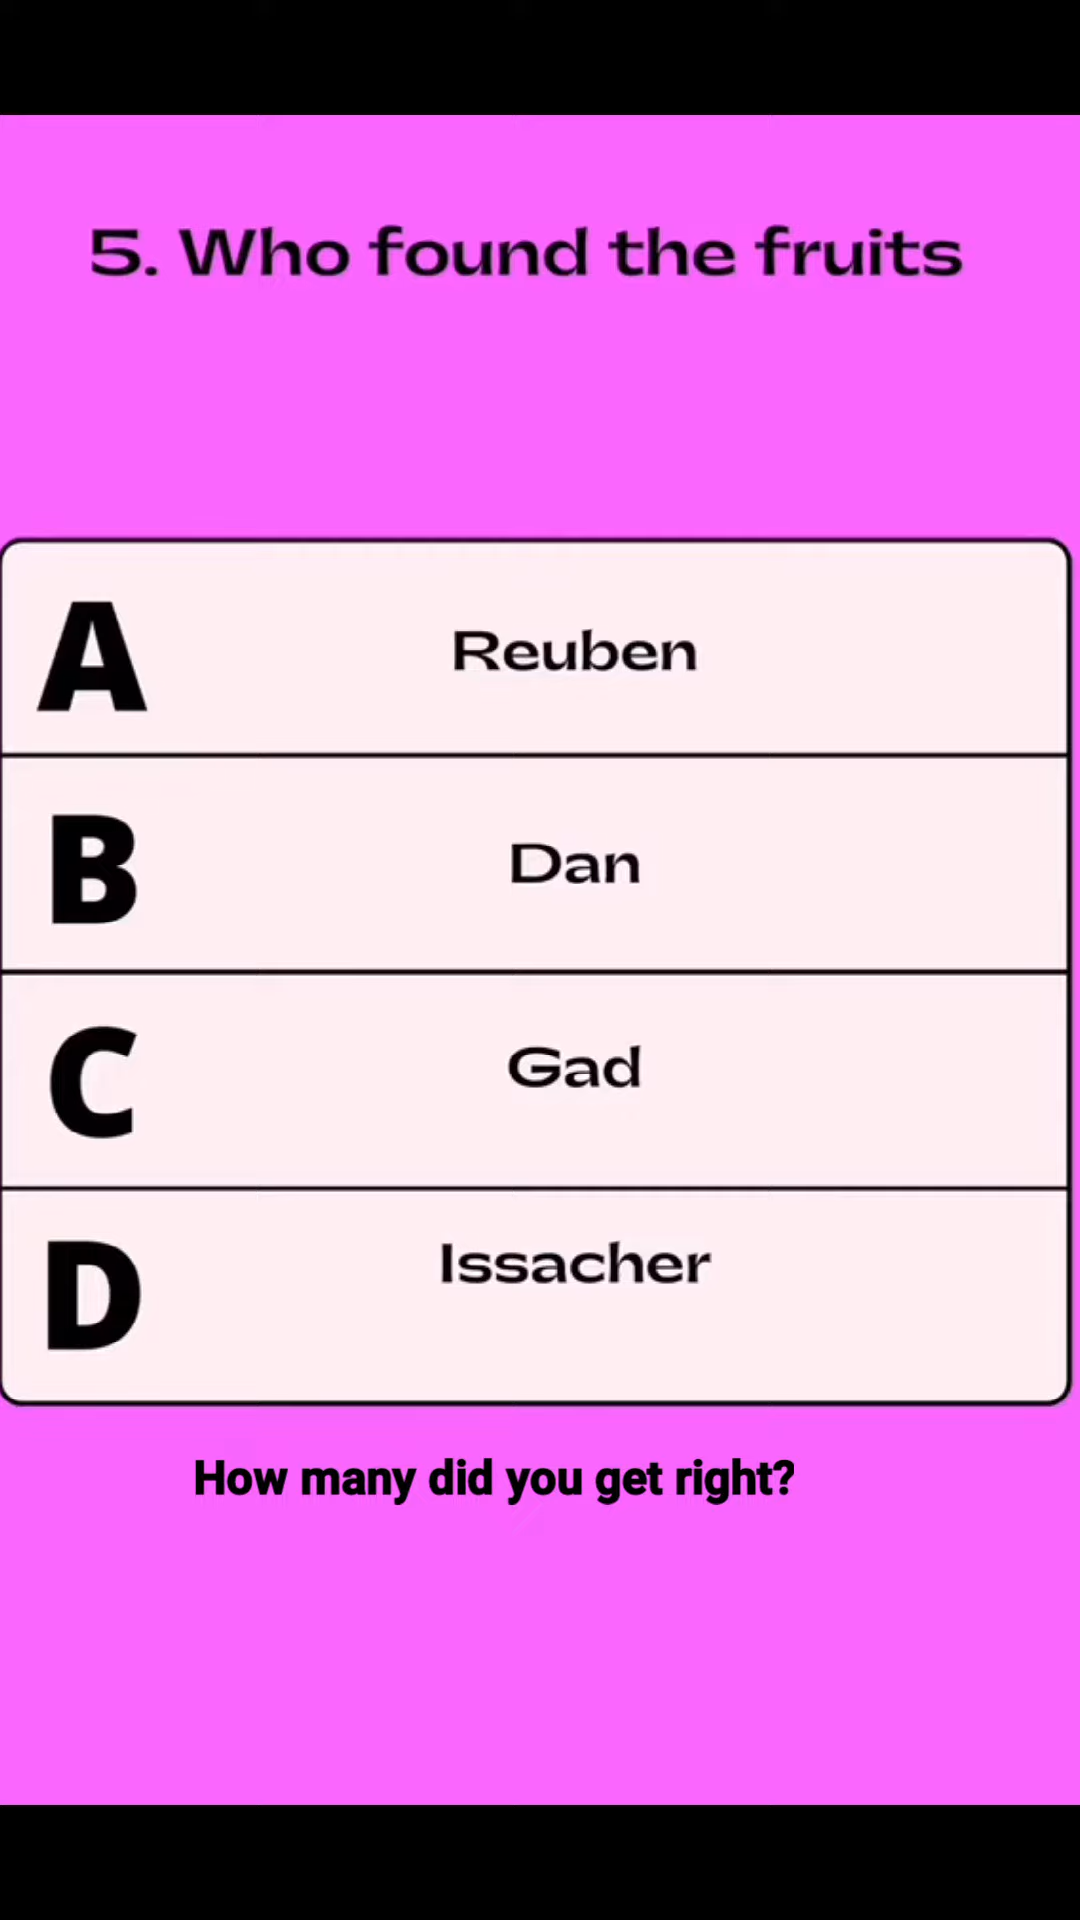 5. Who found the fruits
A Reuben
B Dan
C Gad
D Issacher
How many did you get right?